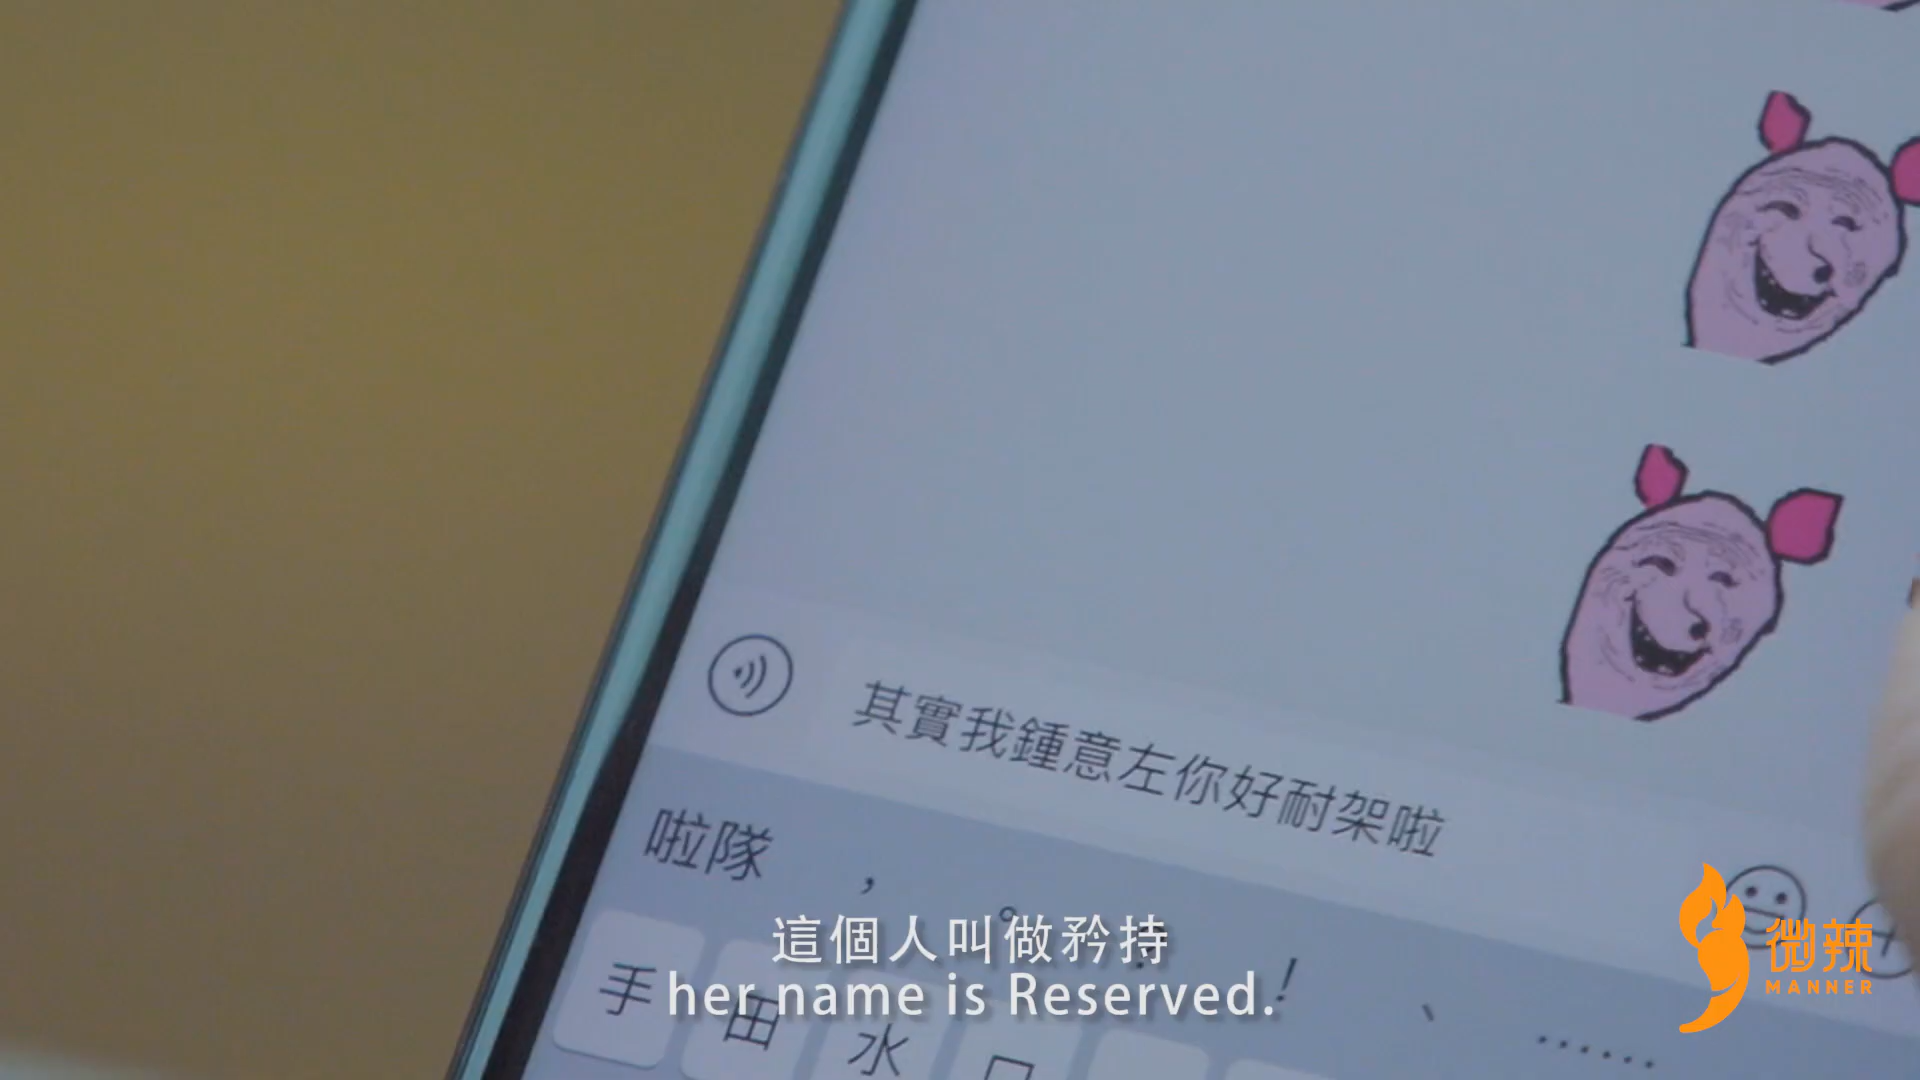 其實我鍾意左你好耐架啦
啦隊 ， 。 ！ 、 ……
手 田 水 口
這個人叫做矜持
her name is Reserved.
微辣
MANNER